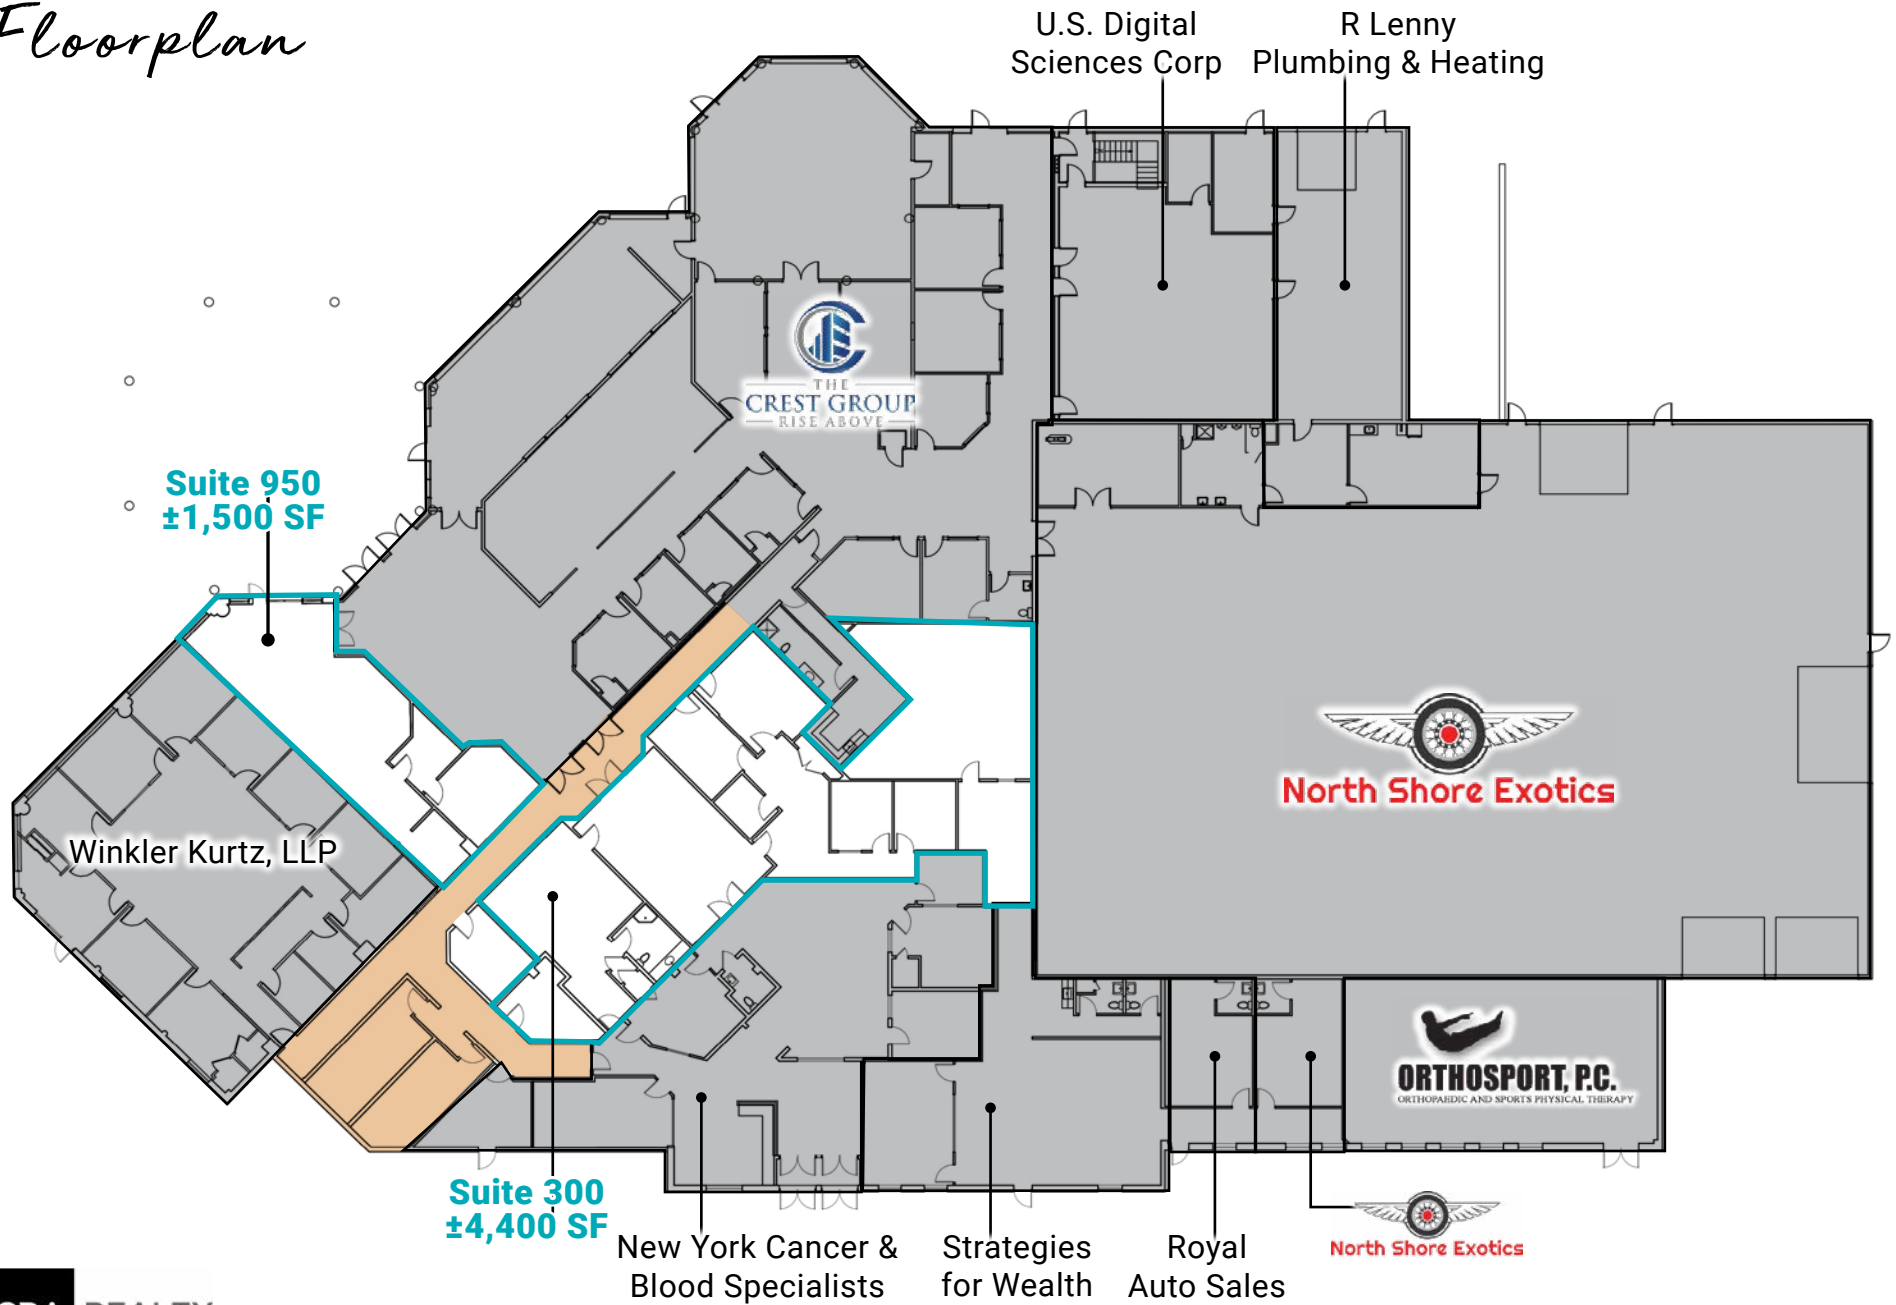 Floorplan
U.S. Digital
Sciences Corp
R Lenny
Plumbing & Heating
THE
CREST GROUP
RISE ABOVE
Suite 950
±1,500 SF
North Shore Exotics
Winkler Kurtz, LLP
ORTHOSPORT, P.C.
ORTHOPAEDIC AND SPORTS PHYSICAL THERAPY
Suite 300
±4,400 SF
New York Cancer &
Blood Specialists
Strategies
for Wealth
Royal
Auto Sales
North Shore Exotics